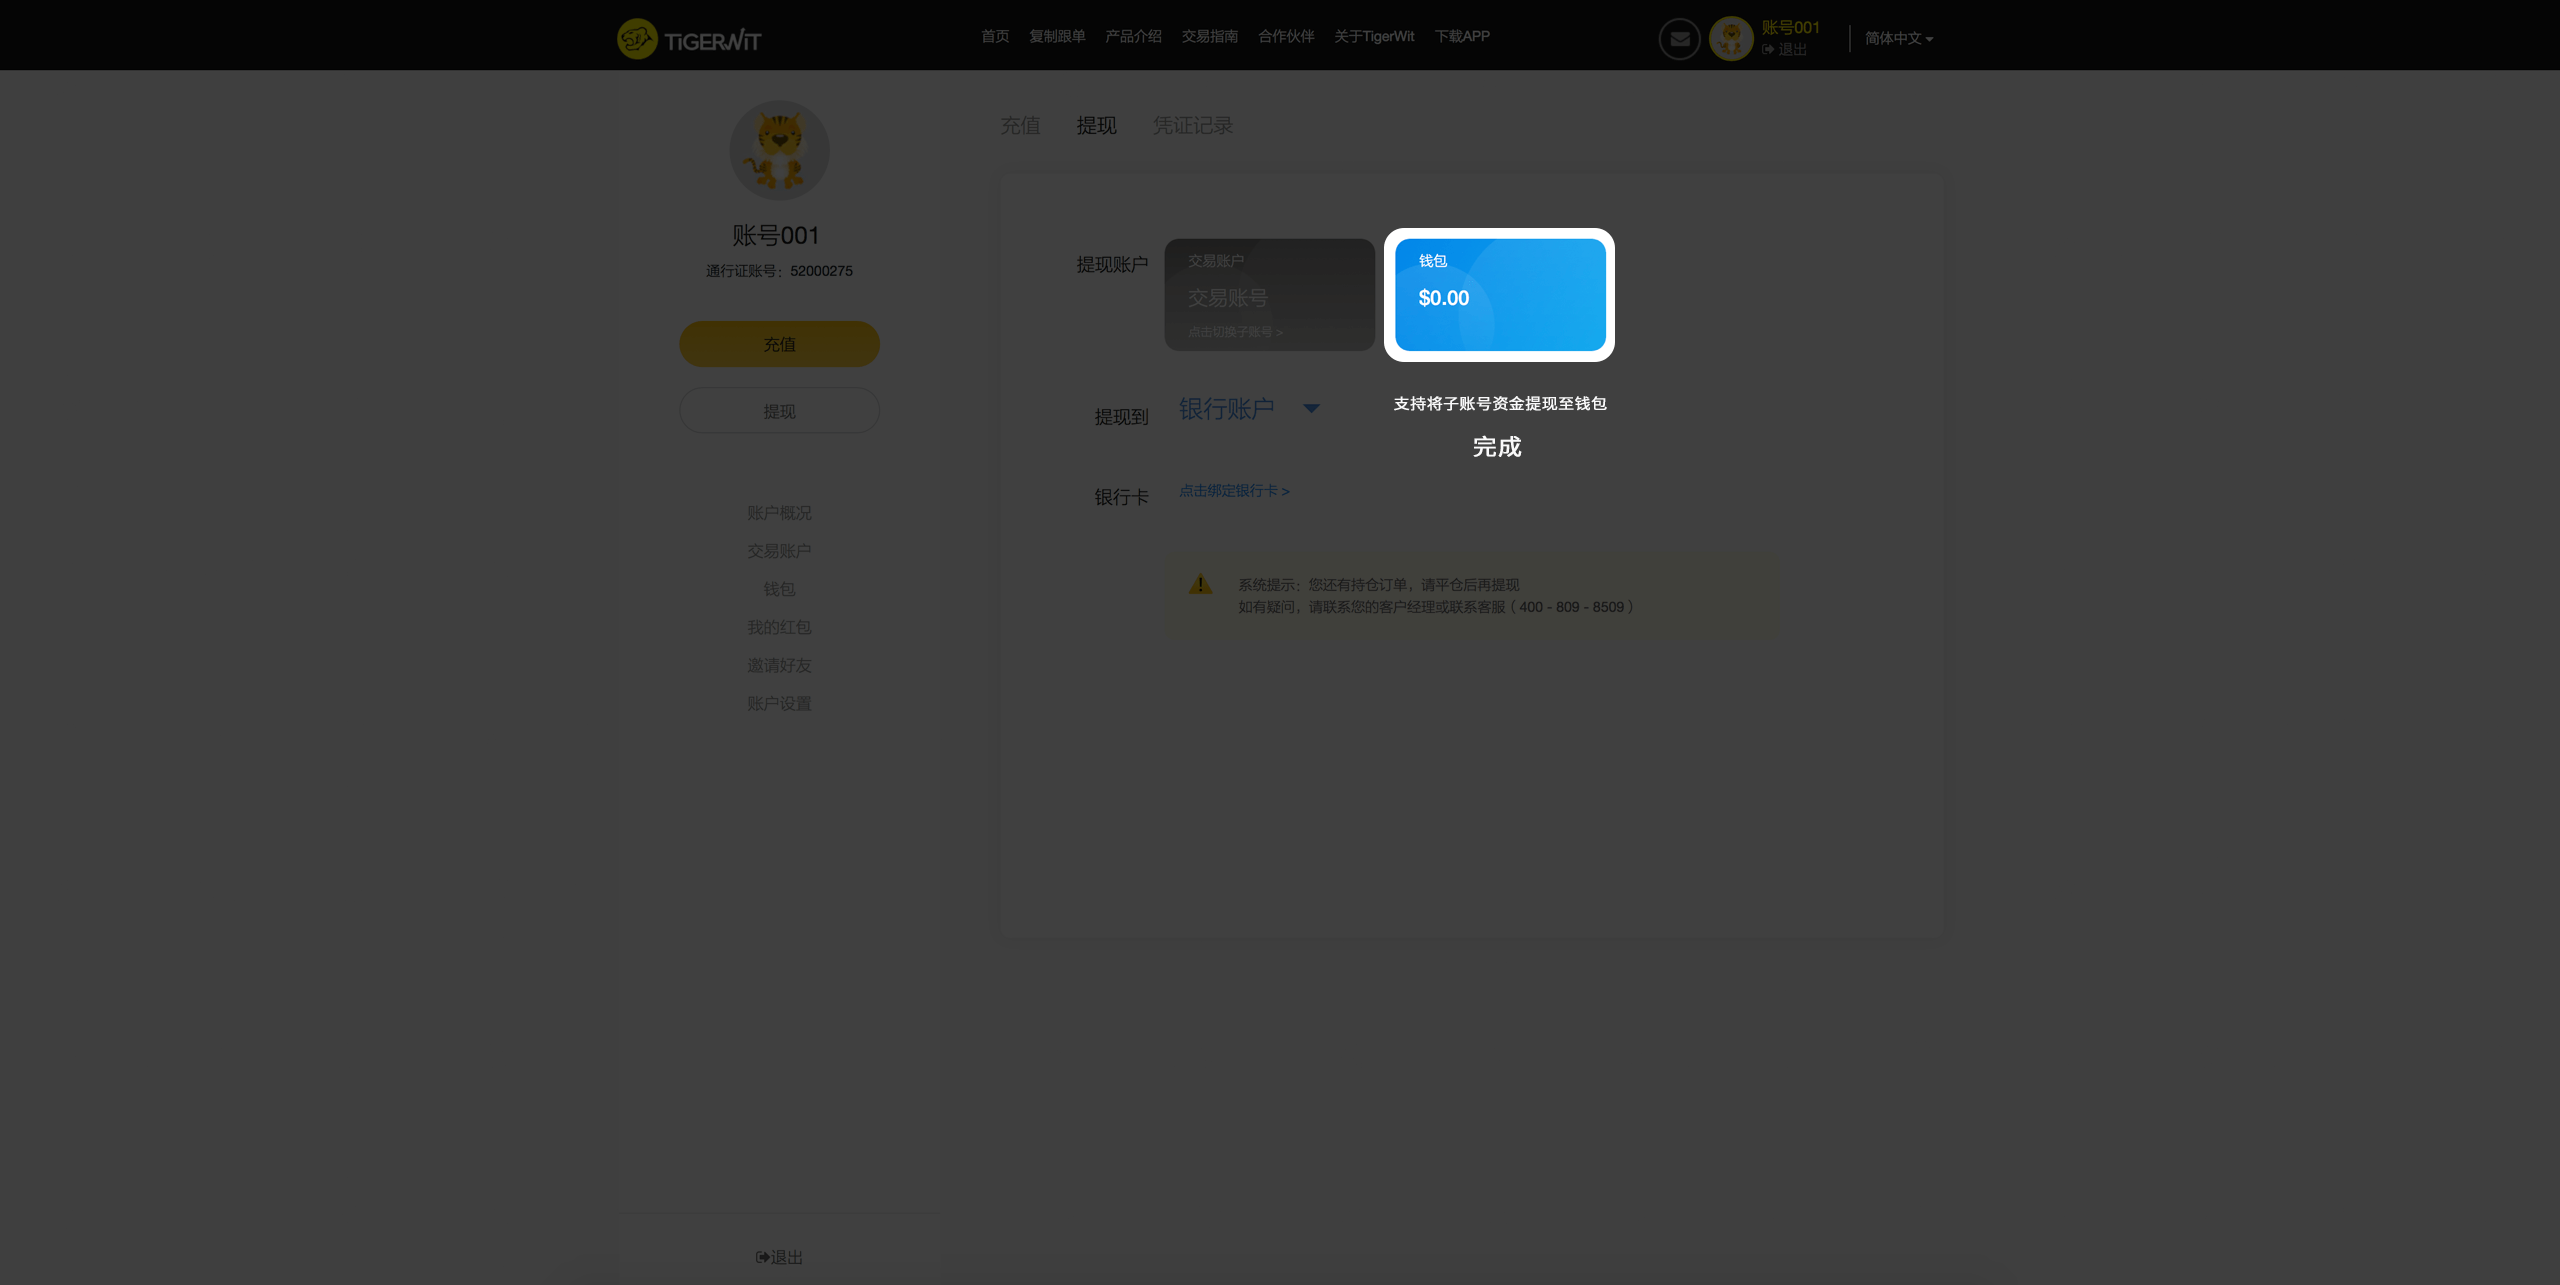 TiGERWiT
首页 复制跟单 产品介绍 交易指南 合作伙伴 关于TigerWit 下载APP
账号001
退出
简体中文
账号001
通行证账号：52000275
充值
提现
账户概况
交易账户
钱包
我的红包
邀请好友
账户设置
退出
充值 提现 凭证记录
提现账户
交易账户
交易账号
点击切换子账号 >
钱包
$0.00
支持将子账号资金提现至钱包
完成
提现到 银行账户
银行卡 点击绑定银行卡 >
系统提示：您还有持仓订单，请平仓后再提现
如有疑问，请联系您的客户经理或联系客服（400 - 809 - 8509）